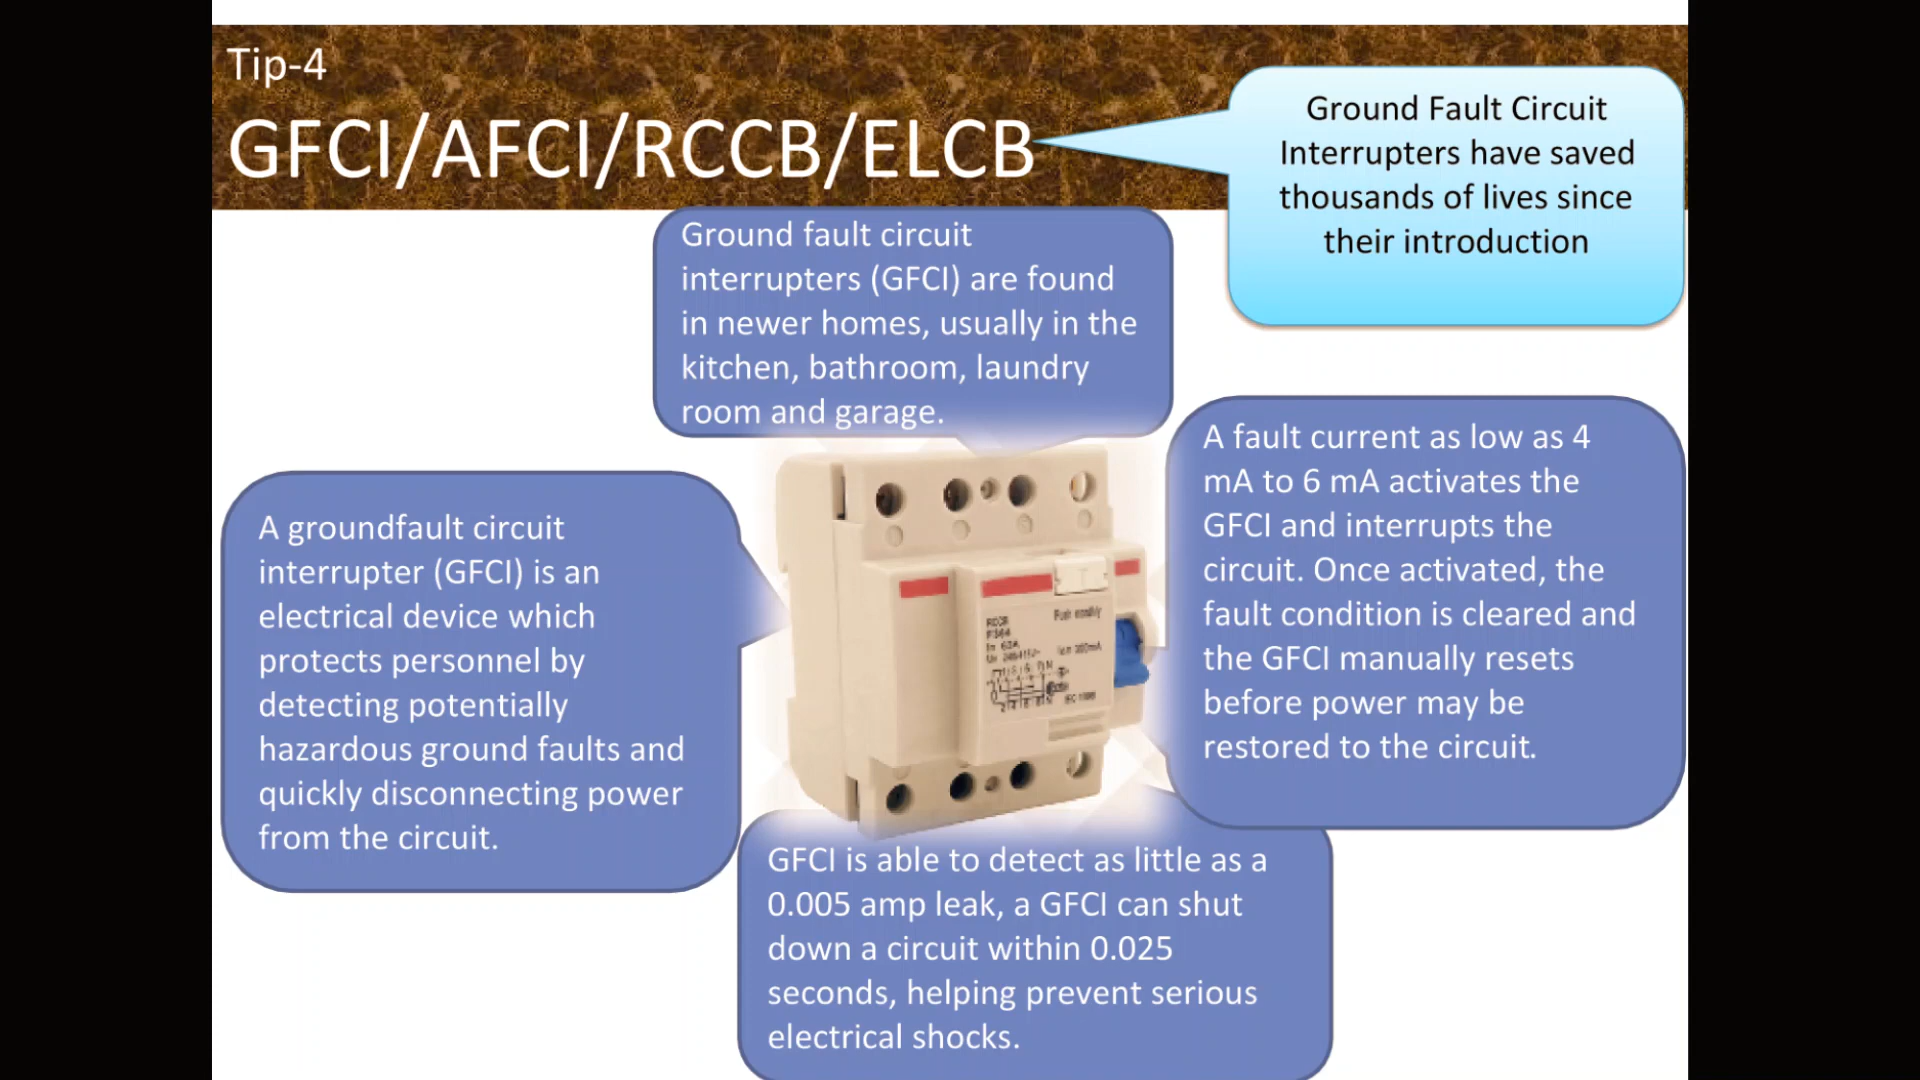 Tip-4
GFCI/AFCI/RCCB/ELCB
Ground Fault Circuit
Interrupters have saved
thousands of lives since
their introduction
Ground fault circuit
interrupters (GFCI) are found
in newer homes, usually in the
kitchen, bathroom, laundry
room and garage.
A fault current as low as 4
mA to 6 mA activates the
GFCI and interrupts the
circuit. Once activated, the
fault condition is cleared and
the GFCI manually resets
before power may be
restored to the circuit.
A groundfault circuit
interrupter (GFCI) is an
electrical device which
protects personnel by
detecting potentially
hazardous ground faults and
quickly disconnecting power
from the circuit.
RCCB
Push monthly
GFCI is able to detect as little as a
0.005 amp leak, a GFCI can shut
down a circuit within 0.025
seconds, helping prevent serious
electrical shocks.